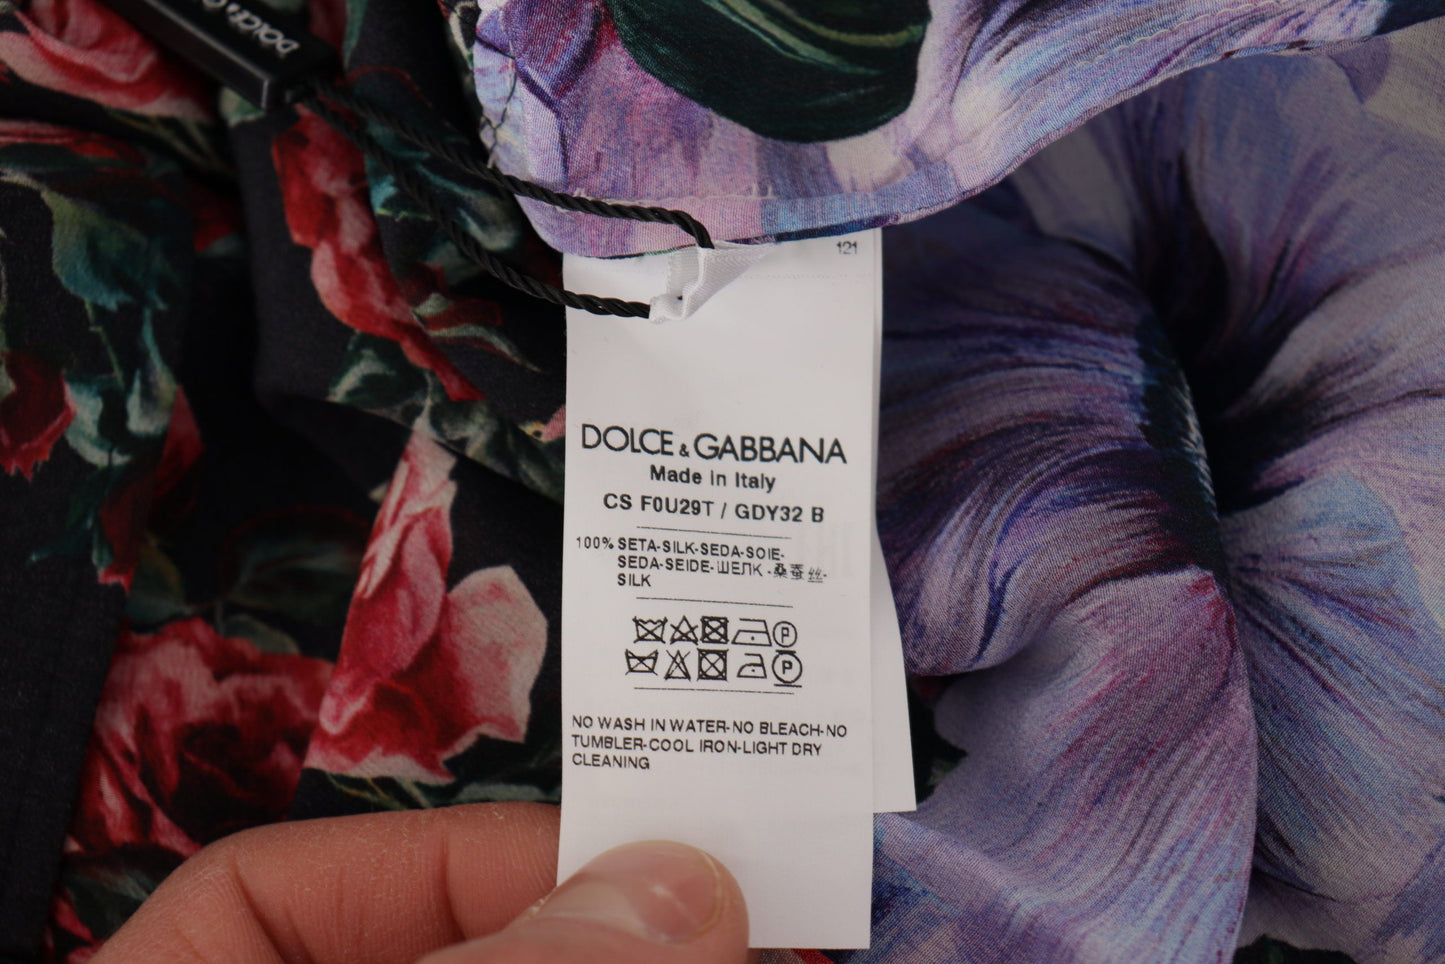 DOLCE & G
121
DOLCE & GABBANA
Made in Italy
CS F0U29T / GDY32 B
100% SETA-SILK-SEDA-SOIE-
SEDA-SEIDE-ШЕЛК -桑蚕丝-
SILK
P
P
NO WASH IN WATER-NO BLEACH-NO
TUMBLER-COOL IRON-LIGHT DRY
CLEANING